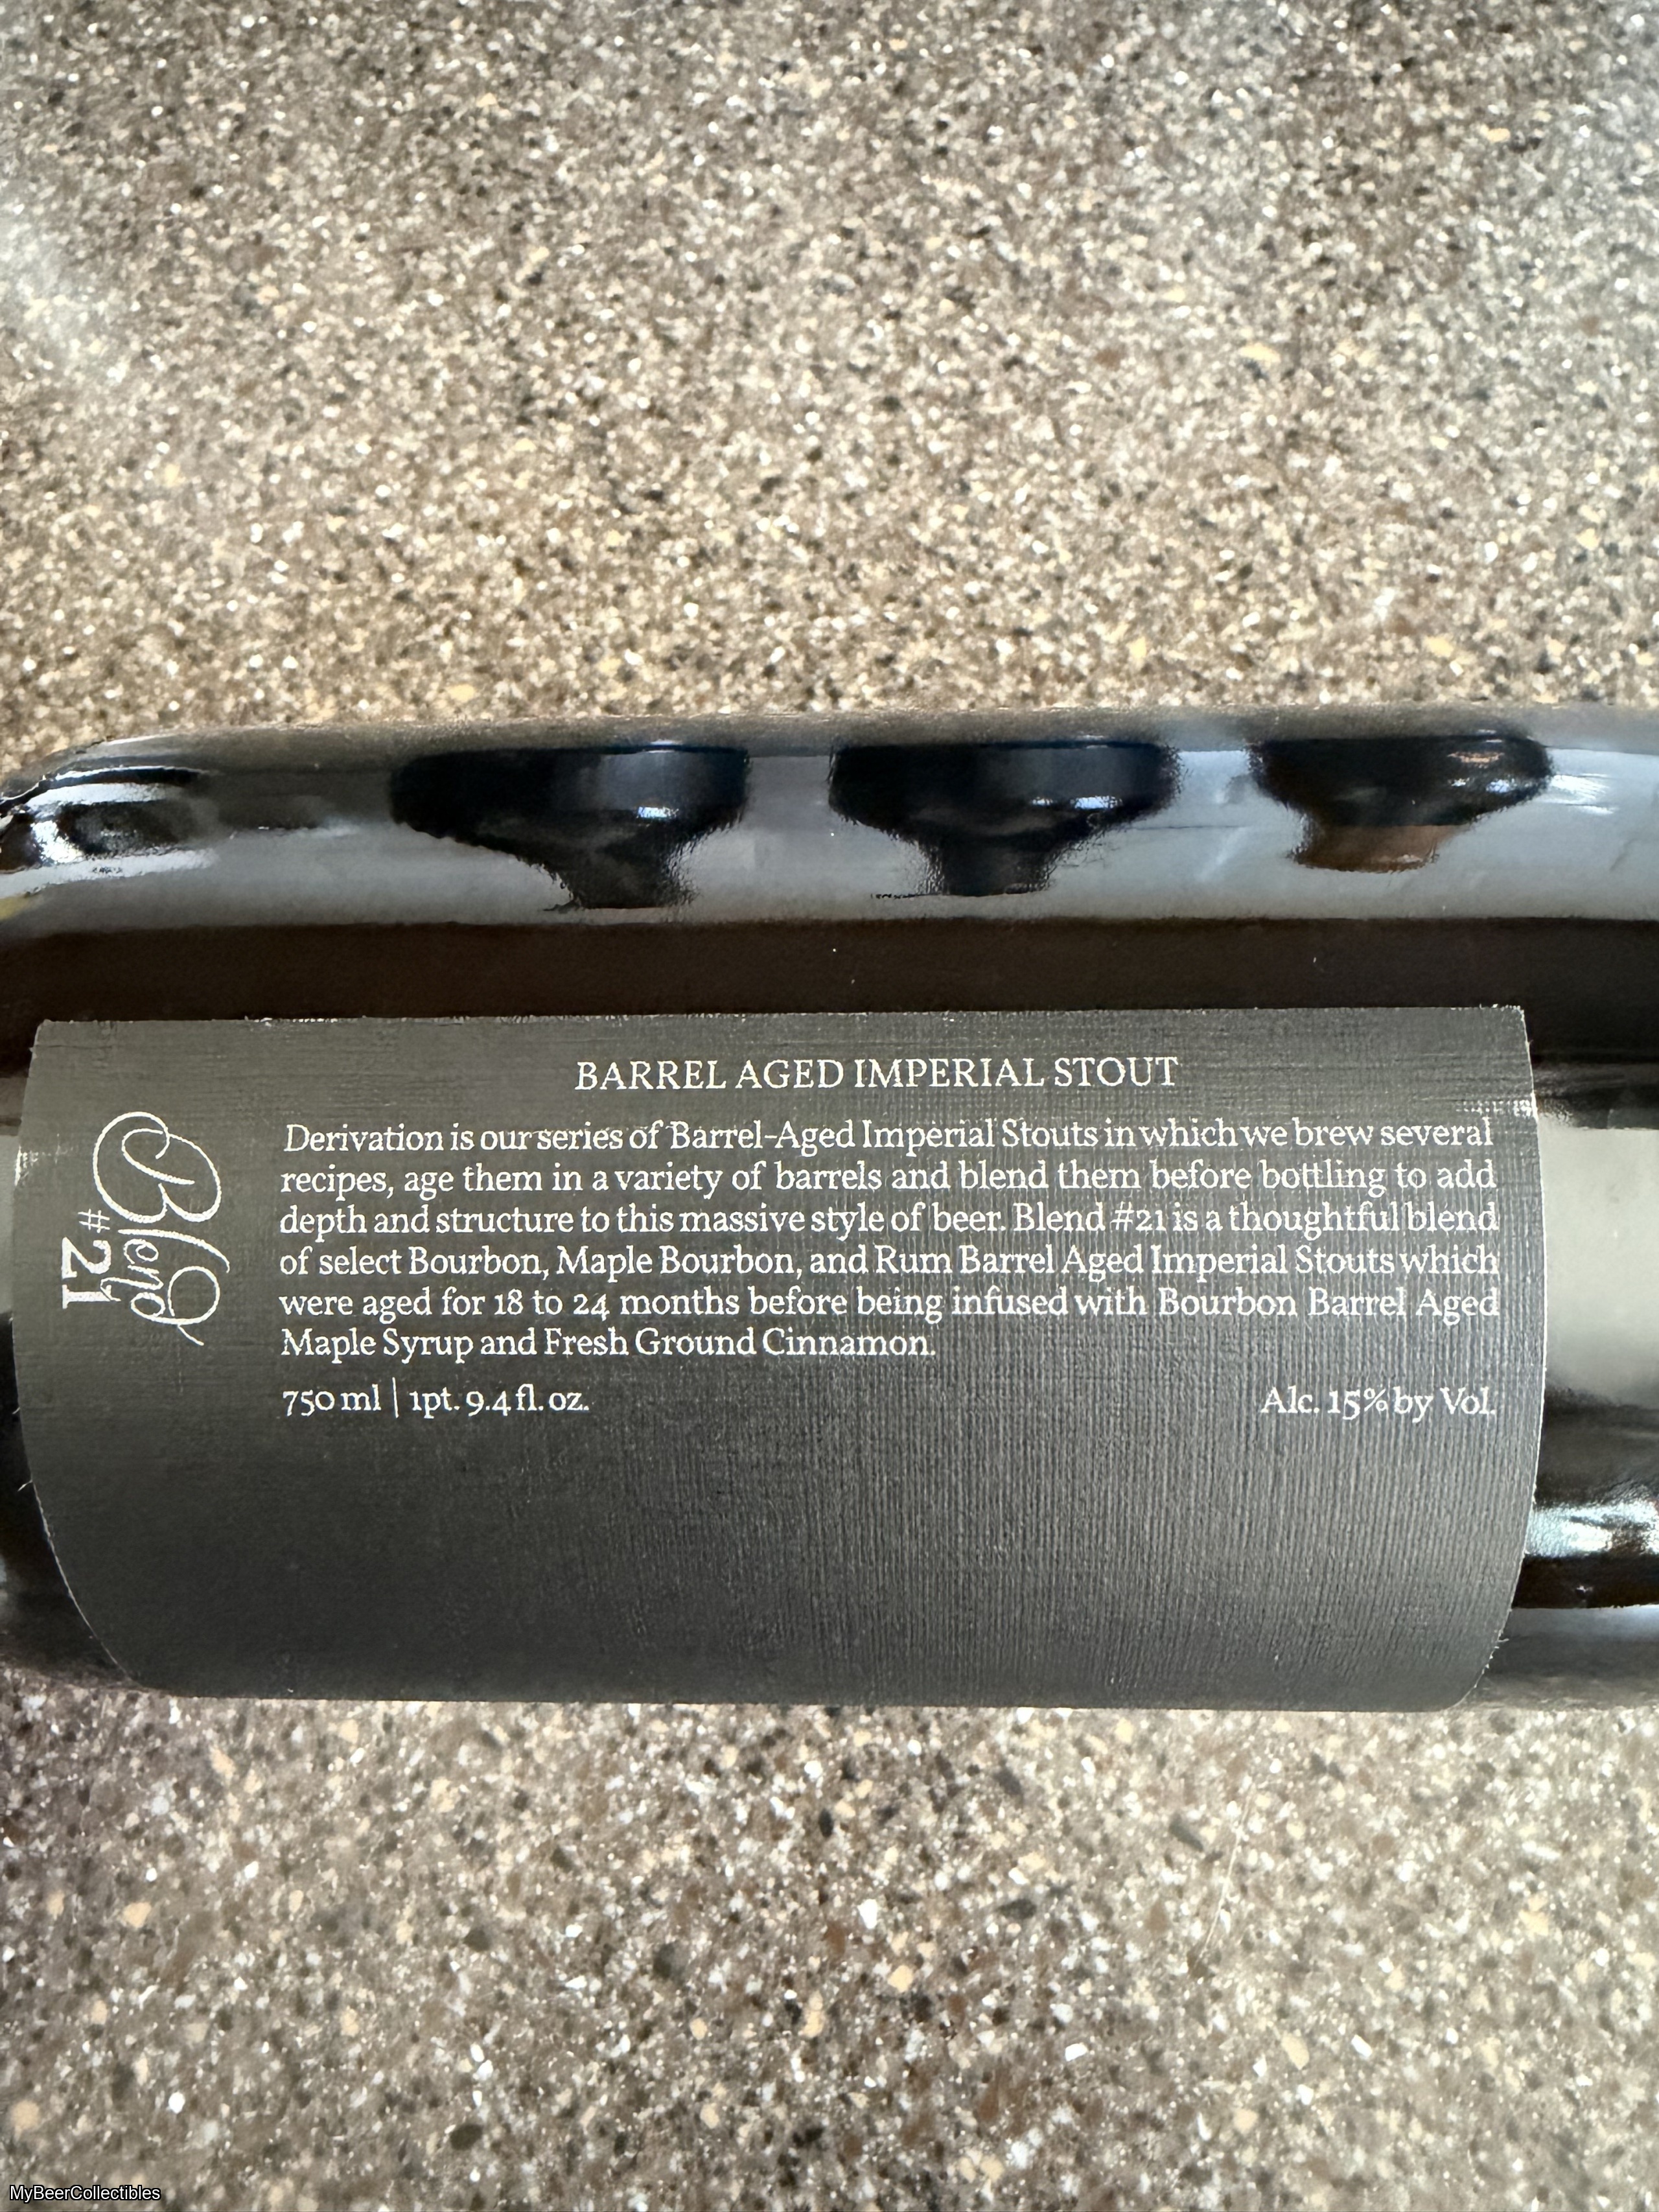 BARREL AGED IMPERIAL STOUT
Derivation is our series of Barrel-Aged Imperial Stouts in which we brew several
recipes, age them in a variety of barrels and blend them before bottling to add
depth and structure to this massive style of beer. Blend #21 is a thoughtful blend
of select Bourbon, Maple Bourbon, and Rum Barrel Aged Imperial Stouts which
were aged for 18 to 24 months before being infused with Bourbon Barrel Aged
Maple Syrup and Fresh Ground Cinnamon.
750 ml | 1pt. 9.4 fl. oz. Alc. 15% by Vol.
Blend
#21
MyBeerCollectibles